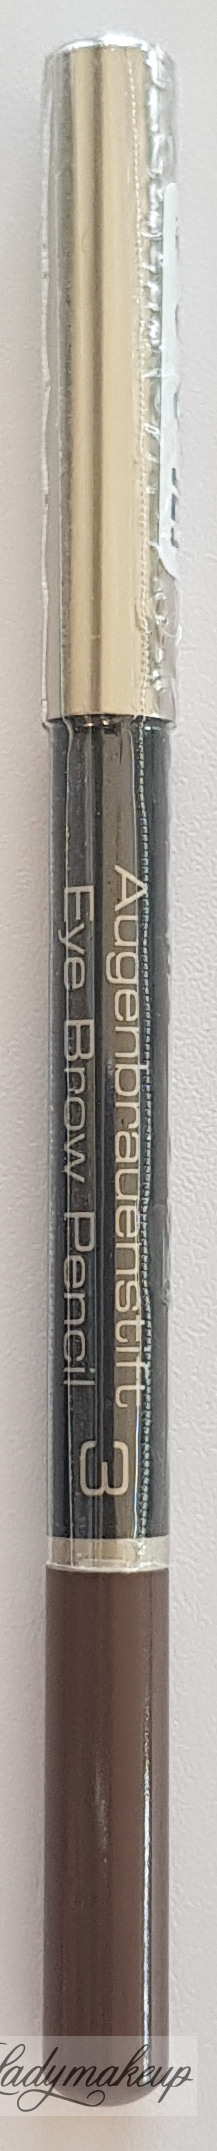 Augenbrauenstift 3
Eye Brow Pencil
ladymakeup